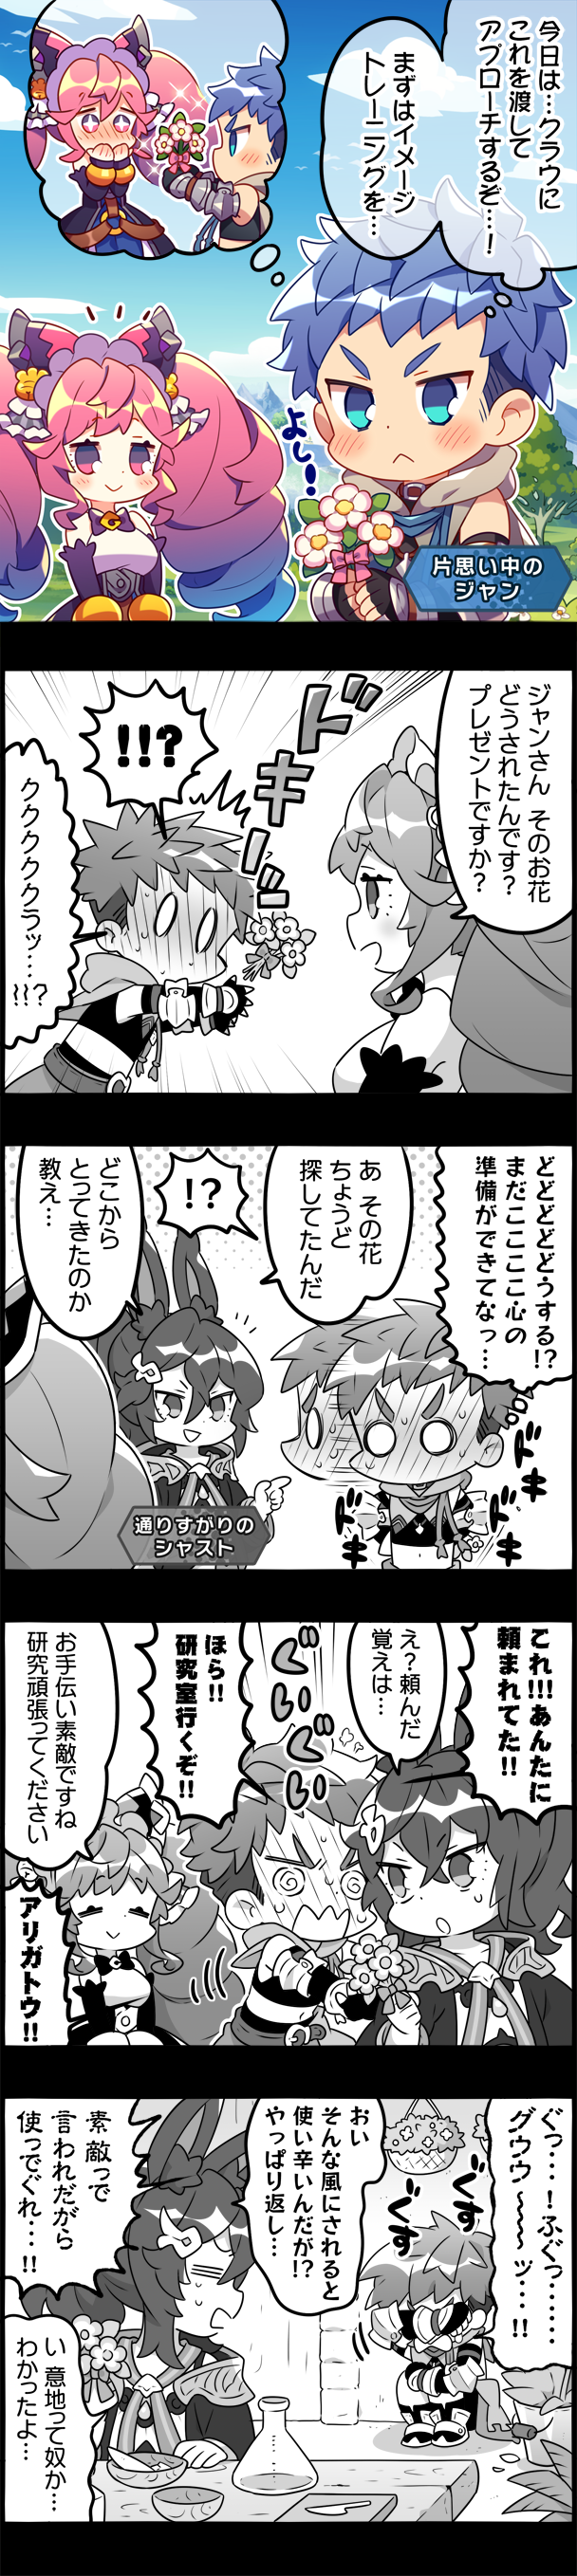 今日は…クラウに
これを渡して
アプローチするぞ…！
まずはイメージ
トレーニングを…
よし！
片思い中の
ジャン
ジャンさん そのお花
どうされたんです？
プレゼントですか？
ドキーッ
!!?
クククククラッ…
⁝⁝?
どどどどどうする!?
まだここここ心の
準備ができてなっ…
あ その花
ちょうど
探してたんだ
!?
どこから
とってきたのか
教え…
ドキ
ドキ
ドキ
通りすがりの
シャスト
これ!!!あんたに
頼まれてた!!
え？頼んだ
覚えは…
ぐいぐい
ほら!!
研究室行くぞ!!
お手伝い素敵ですね
研究頑張ってください
アリガトウ!!
ぐっ…！ふぐっ……
グウウ～～ッ…!!
ぐす
ぐす
おい
そんな風にされると
使い辛いんだが!?
やっぱり返し…
素敵っで
言われだがら
使っでぐれ…!!
い 意地って奴か…
わかったよ…